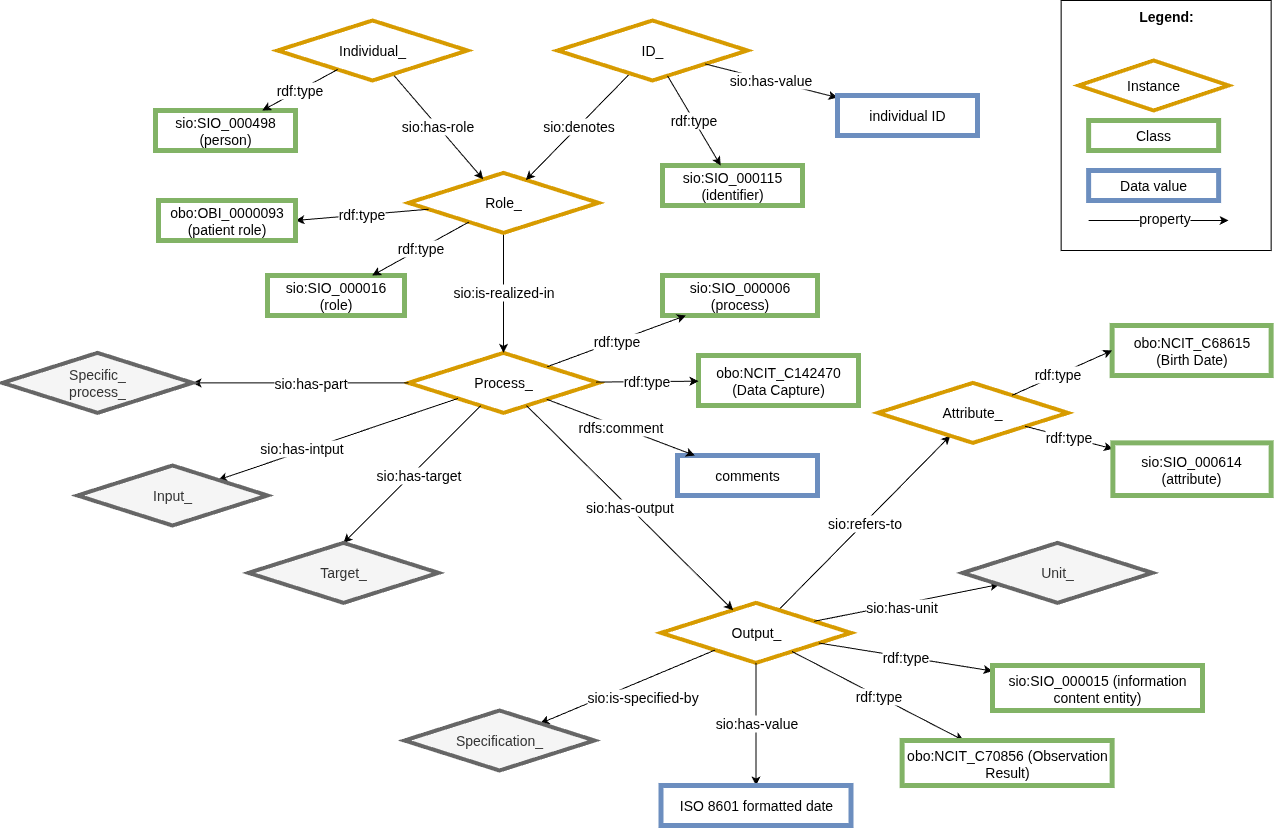 Legend:
Individual_
ID_
Instance
rdf:type
sio:has-value
sio:SIO_000498
(person)
sio:has-role
sio:denotes
rdf:type
individual ID
Class
sio:SIO_000115
(identifier)
Data value
property
Role_
obo:OBI_0000093
(patient role)
rdf:type
rdf:type
sio:SIO_000016
(role)
sio:is-realized-in
sio:SIO_000006
(process)
rdf:type
Specific_
process_
sio:has-part
Process_
rdf:type
obo:NCIT_C142470
(Data Capture)
obo:NCIT_C68615
(Birth Date)
rdf:type
Attribute_
rdf:type
sio:SIO_000614
(attribute)
sio:has-intput
rdfs:comment
comments
Input_
sio:has-target
sio:has-output
sio:refers-to
Target_
Unit_
sio:has-unit
Output_
rdf:type
sio:SIO_000015 (information
content entity)
sio:is-specified-by
rdf:type
sio:has-value
Specification_
obo:NCIT_C70856 (Observation
Result)
ISO 8601 formatted date